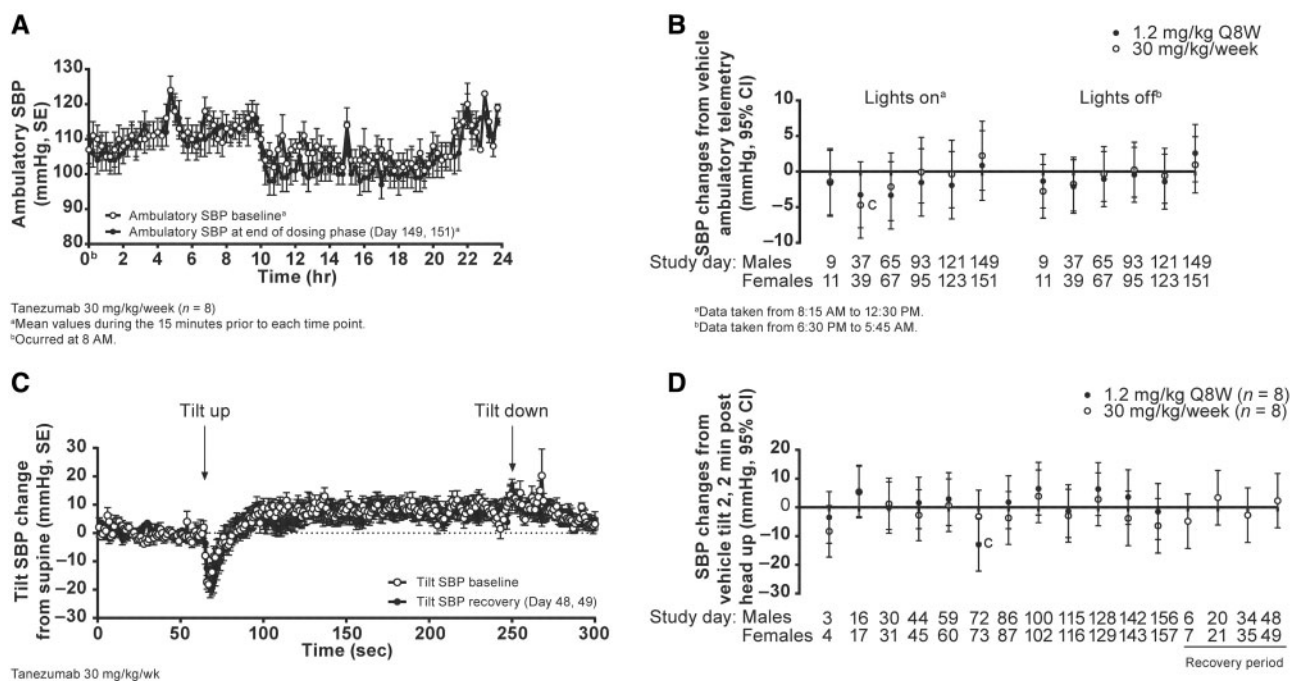 A
Ambulatory SBP
(mmHg, SE)
130
120
110
100
90
80
Ambulatory SBP baselineᵃ
Ambulatory SBP at end of dosing phase (Day 149, 151)ᵃ
0ᵇ 2 4 6 8 10 12 14 16 18 20 22 24
Time (hr)
Tanezumab 30 mg/kg/week (n = 8)
ᵃMean values during the 15 minutes prior to each time point.
ᵇOcurred at 8 AM.
B
1.2 mg/kg Q8W
30 mg/kg/week
SBP changes from vehicle
ambulatory telemetry
(mmHg, 95% CI)
Lights onᵃ Lights offᵇ
10
5
0
–5
–10
C
Study day: Males 9 37 65 93 121 149 9 37 65 93 121 149
Females 11 39 67 95 123 151 11 39 67 95 123 151
ᵃData taken from 8:15 AM to 12:30 PM.
ᵇData taken from 6:30 PM to 5:45 AM.
C
Tilt SBP change
from supine (mmHg, SE)
Tilt up Tilt down
30
20
10
0
–10
–20
–30
Tilt SBP baseline
Tilt SBP recovery (Day 48, 49)
0 50 100 150 200 250 300
Time (sec)
Tanezumab 30 mg/kg/wk
D
1.2 mg/kg Q8W (n = 8)
30 mg/kg/week (n = 8)
SBP changes from
vehicle tilt 2, 2 min post
head up (mmHg, 95% CI)
20
10
0
–10
–20
–30
C
Study day: Males 3 16 30 44 59 72 86 100 115 128 142 156 6 20 34 48
Females 4 17 31 45 60 73 87 102 116 129 143 157 7 21 35 49
Recovery period